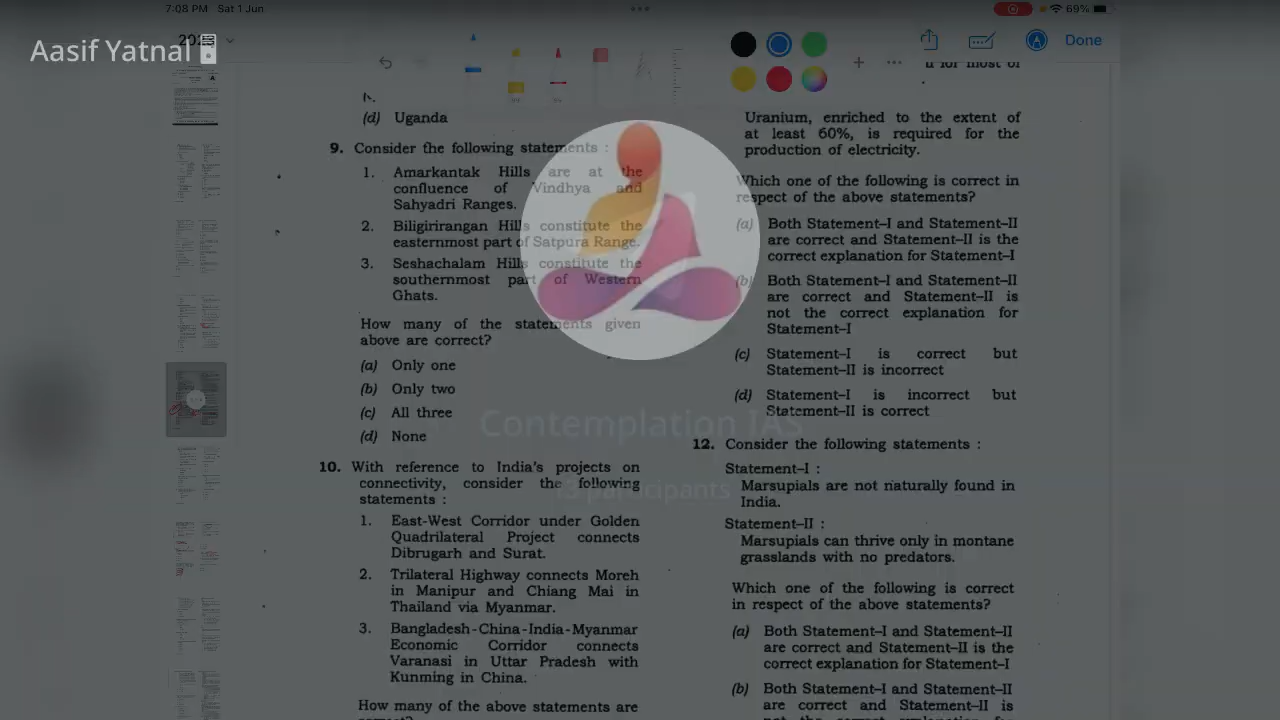 7:08 PM Sat 1 Jun
69%
Aasif Yatnal
Done
(d) Uganda
9. Consider the following statements :
1. Amarkantak Hills are at the
confluence of Vindhya and
Sahyadri Ranges.
2. Biligirirangan Hills constitute the
easternmost part of Satpura Range.
3. Seshachalam Hills constitute the
southernmost part of Western
Ghats.
How many of the statements given
above are correct?
(a) Only one
(b) Only two
(c) All three
(d) None
10. With reference to India's projects on
connectivity, consider the following
statements :
1. East-West Corridor under Golden
Quadrilateral Project connects
Dibrugarh and Surat.
2. Trilateral Highway connects Moreh
in Manipur and Chiang Mai in
Thailand via Myanmar.
3. Bangladesh-China-India-Myanmar
Economic Corridor connects
Varanasi in Uttar Pradesh with
Kunming in China.
How many of the above statements are
Uranium, enriched to the extent of
at least 60%, is required for the
production of electricity.
Which one of the following is correct in
respect of the above statements?
(a) Both Statement-I and Statement-II
are correct and Statement-II is the
correct explanation for Statement-I
(b) Both Statement-I and Statement-II
are correct and Statement-II is
not the correct explanation for
Statement-I
(c) Statement-I is correct but
Statement-II is incorrect
(d) Statement-I is incorrect but
Statement-II is correct
12. Consider the following statements :
Statement-I :
Marsupials are not naturally found in
India.
Statement-II :
Marsupials can thrive only in montane
grasslands with no predators.
Which one of the following is correct
in respect of the above statements?
(a) Both Statement-I and Statement-II
are correct and Statement-II is the
correct explanation for Statement-I
(b) Both Statement-I and Statement-II
are correct and Statement-II is
Contemplation IAS
13 participants